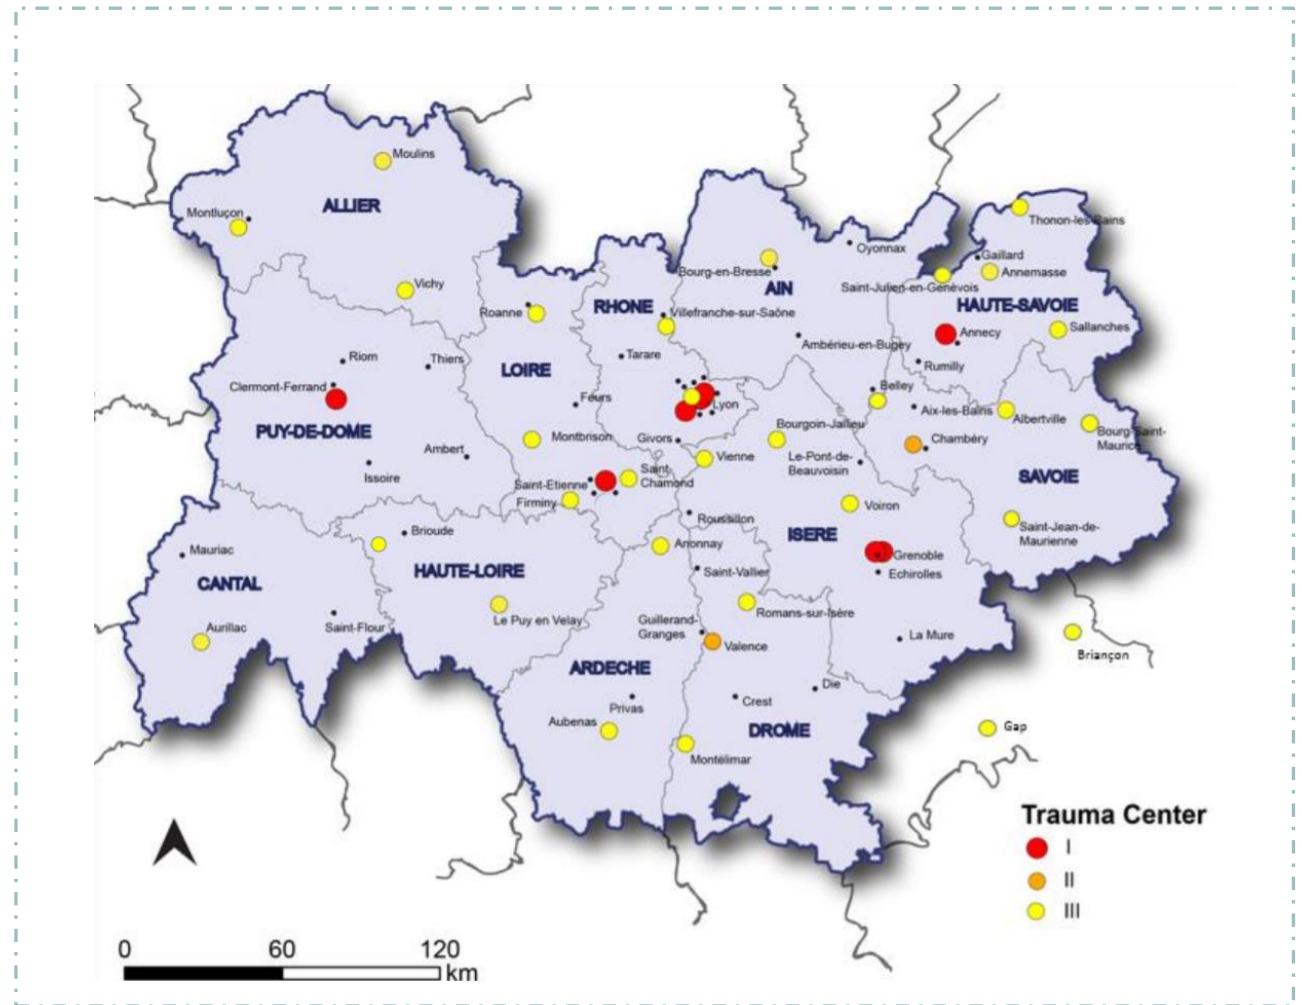 Moulins
Montluçon
ALLIER
Thonon-les-Bains
Oyonnax
Gaillard
Bourg-en-Bresse
Annemasse
Vichy
AIN
Saint-Julien-en-Genévois
HAUTE-SAVOIE
RHONE
Roanne
Villefranche-sur-Saône
Sallanches
Annecy
Ambérieu-en-Bugey
Riom
Thiers
Tarare
Rumilly
LOIRE
Clermont-Ferrand
Belley
Feurs
Lyon
Aix-les-Bains
Albertville
PUY-DE-DOME
Bourgoin-Jailleu
Bourg-Saint-
Maurice
Montbrison
Givors
Chambéry
Ambert
Vienne
Le-Pont-de-
Beauvoisin
Issoire
Saint-Etienne
Saint-
Chamond
SAVOIE
Firminy
Voiron
Roussillon
Saint-Jean-de-
Maurienne
Brioude
ISERE
Mauriac
Annonay
Grenoble
CANTAL
HAUTE-LOIRE
Saint-Vallier
Echirolles
Le Puy en Velay
Romans-sur-Isère
Aurillac
Saint-Flour
Guillerand-
Granges
La Mure
Valence
Briançon
ARDECHE
Die
Privas
Crest
Aubenas
DROME
Gap
Montélimar
Trauma Center
I
II
III
0 60 120
km